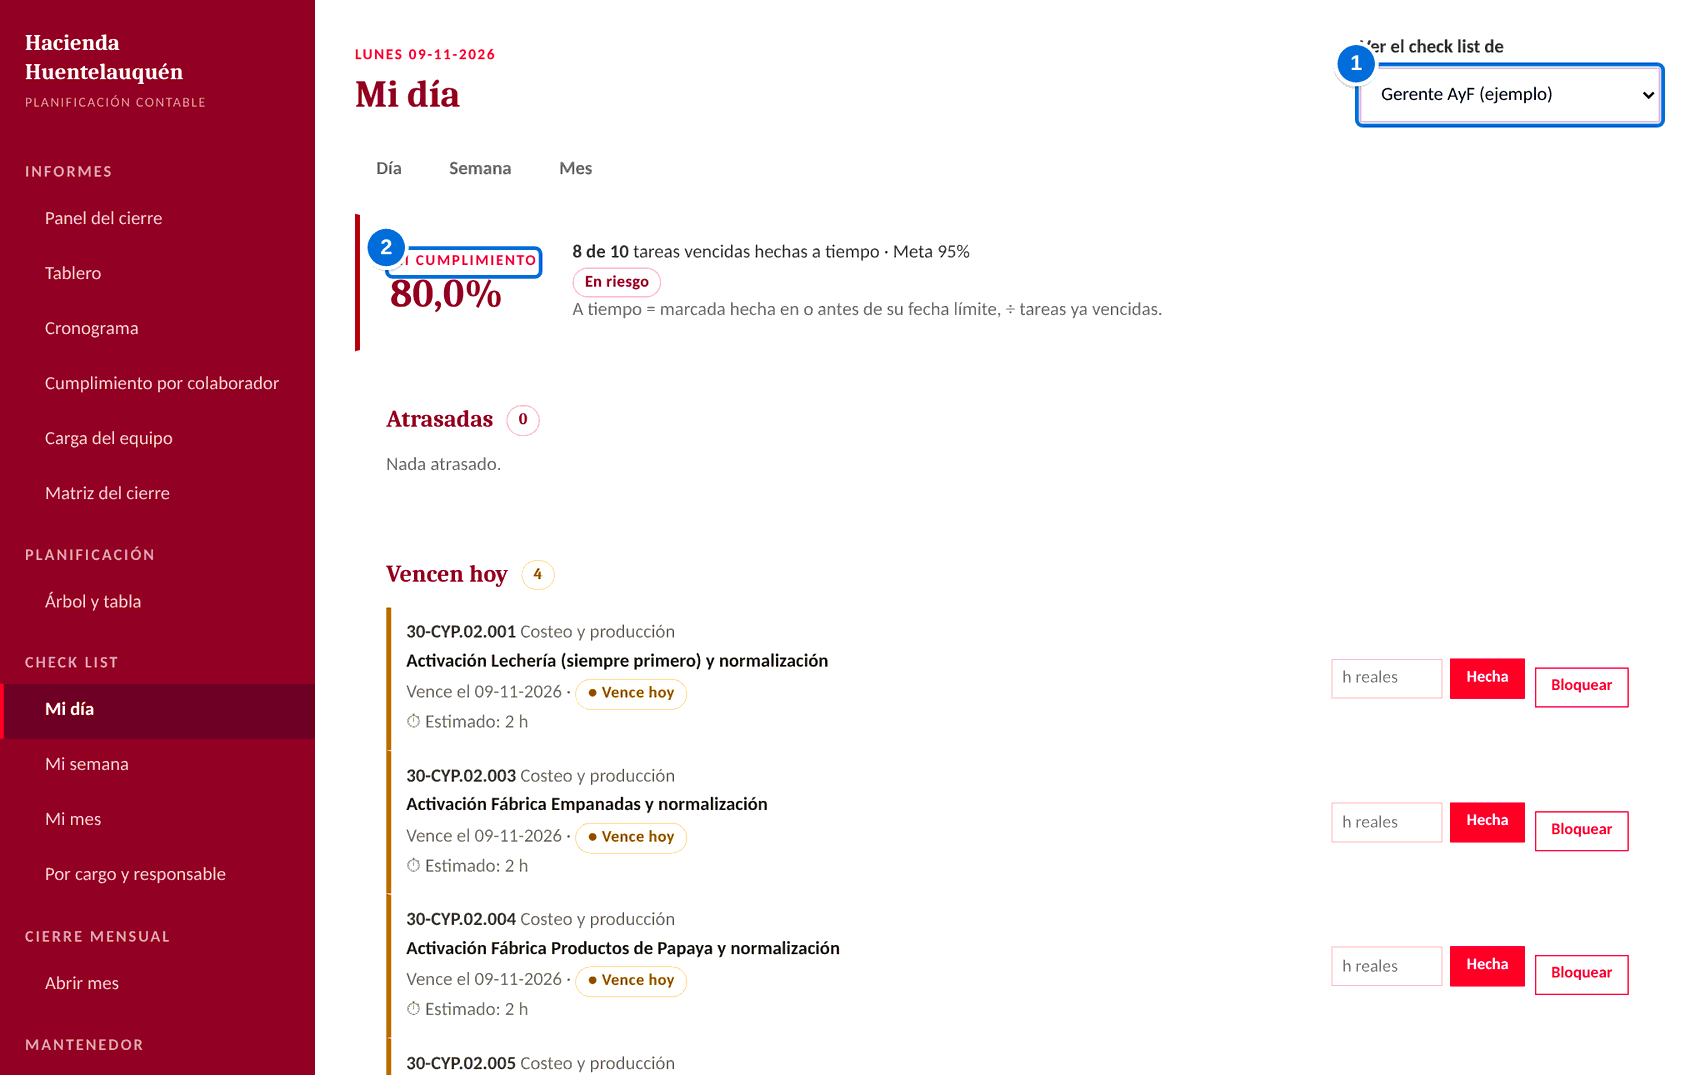 Hacienda
Huentelauquén
PLANIFICACIÓN CONTABLE
INFORMES
Panel del cierre
Tablero
Cronograma
Cumplimiento por colaborador
Carga del equipo
Matriz del cierre
PLANIFICACIÓN
Árbol y tabla
CHECK LIST
Mi día
Mi semana
Mi mes
Por cargo y responsable
CIERRE MENSUAL
Abrir mes
MANTENEDOR
LUNES 09-11-2026
Mi día
Ver el check list de
1
Gerente AyF (ejemplo)
Día Semana Mes
2
CUMPLIMIENTO
80,0%
8 de 10 tareas vencidas hechas a tiempo · Meta 95%
En riesgo
A tiempo = marcada hecha en o antes de su fecha límite, ÷ tareas ya vencidas.
Atrasadas 0
Nada atrasado.
Vencen hoy 4
30-CYP.02.001 Costeo y producción
Activación Lechería (siempre primero) y normalización
Vence el 09-11-2026 · ● Vence hoy
⏱ Estimado: 2 h
h reales Hecha Bloquear
30-CYP.02.003 Costeo y producción
Activación Fábrica Empanadas y normalización
Vence el 09-11-2026 · ● Vence hoy
⏱ Estimado: 2 h
h reales Hecha Bloquear
30-CYP.02.004 Costeo y producción
Activación Fábrica Productos de Papaya y normalización
Vence el 09-11-2026 · ● Vence hoy
⏱ Estimado: 2 h
h reales Hecha Bloquear
30-CYP.02.005 Costeo y producción